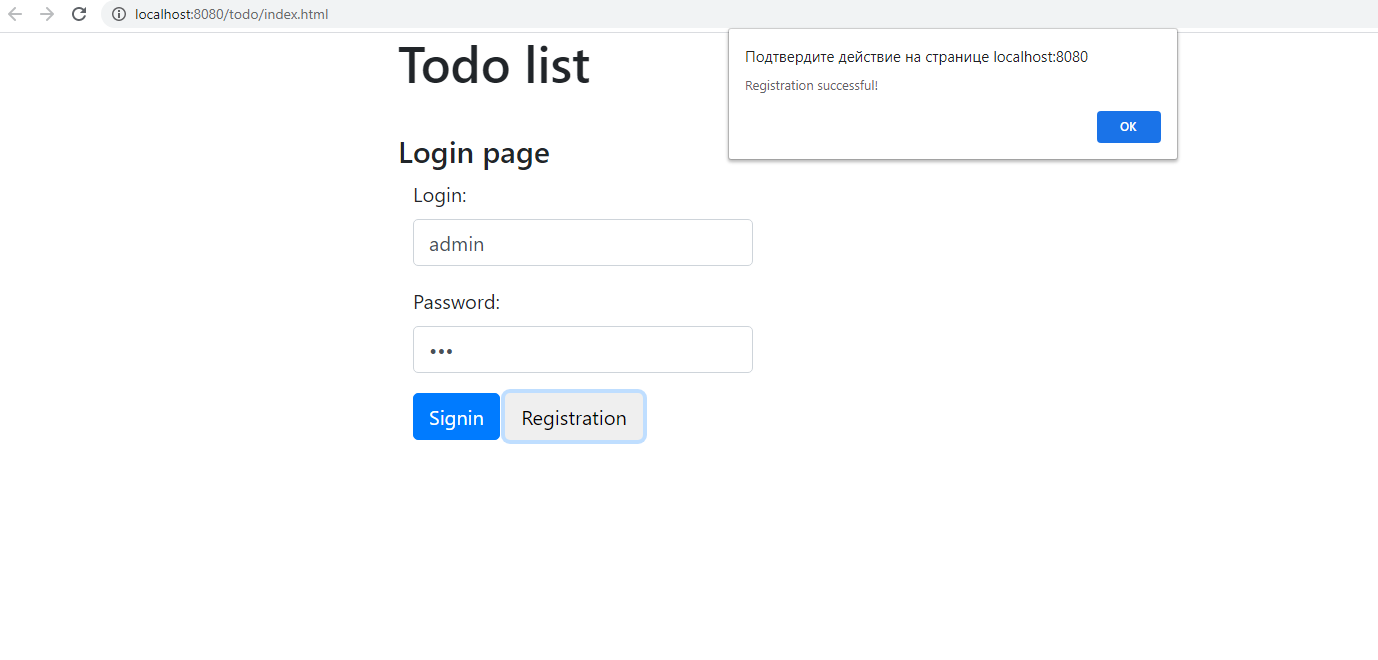 localhost:8080/todo/index.html
Todo list
Подтвердите действие на странице localhost:8080
Registration successful!
OK
Login page
Login:
admin
Password:
•••
Signin
Registration